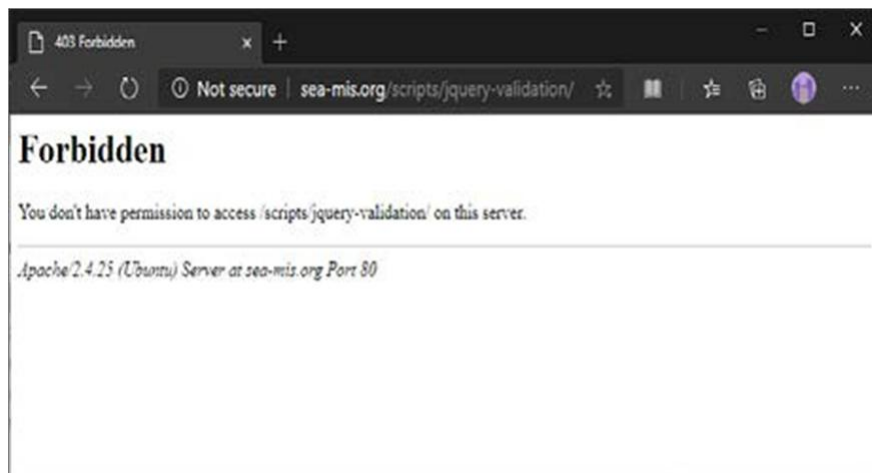 403 Forbidden
Not secure sea-mis.org/scripts/jquery-validation/
Forbidden
You don't have permission to access /scripts/jquery-validation/ on this server.
Apache/2.4.25 (Ubuntu) Server at sea-mis.org Port 80